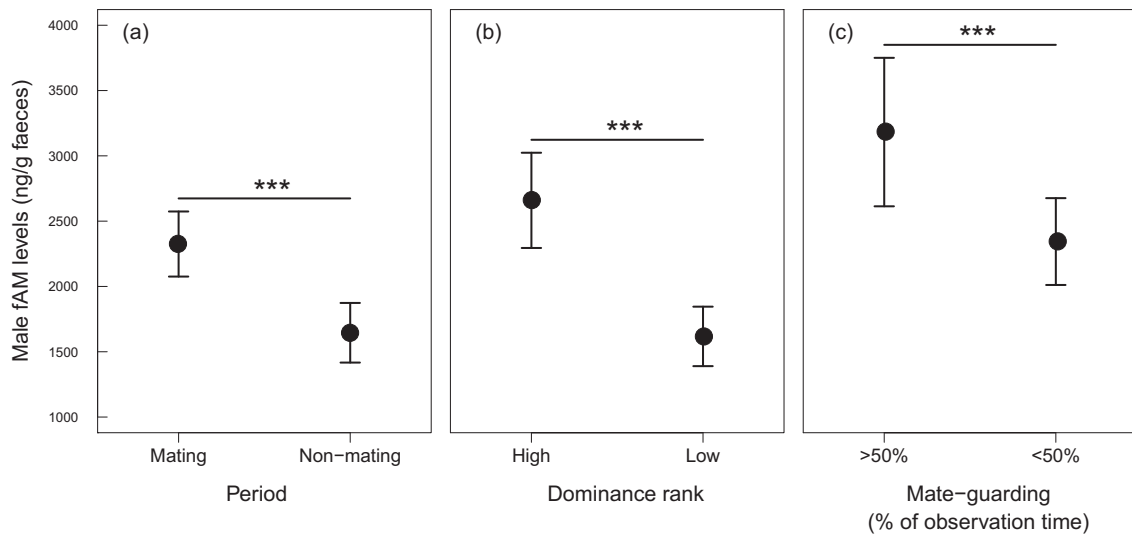 Male fAM levels (ng/g faeces)
4000
3500
3000
2500
2000
1500
1000
(a)
***
Mating
Non−mating
Period
(b)
***
High
Low
Dominance rank
(c)
***
>50%
<50%
Mate−guarding
(% of observation time)